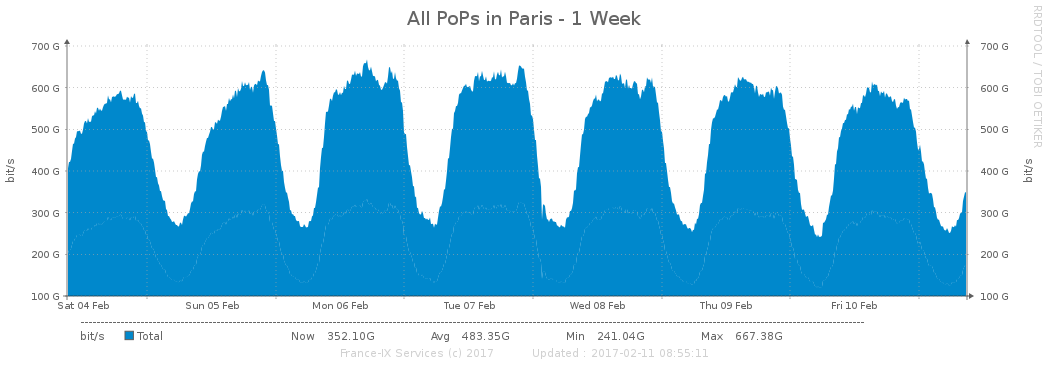 All PoPs in Paris - 1 Week
RRDTOOL / TOBI OETIKER
700 G 700 G
600 G 600 G
500 G 500 G
400 G 400 G
300 G 300 G
200 G 200 G
100 G 100 G
bit/s
bit/s
Sat 04 Feb Sun 05 Feb Mon 06 Feb Tue 07 Feb Wed 08 Feb Thu 09 Feb Fri 10 Feb
bit/s Total Now 352.10G Avg 483.35G Min 241.04G Max 667.38G
France-IX Services (c) 2017 Updated : 2017-02-11 08:55:11